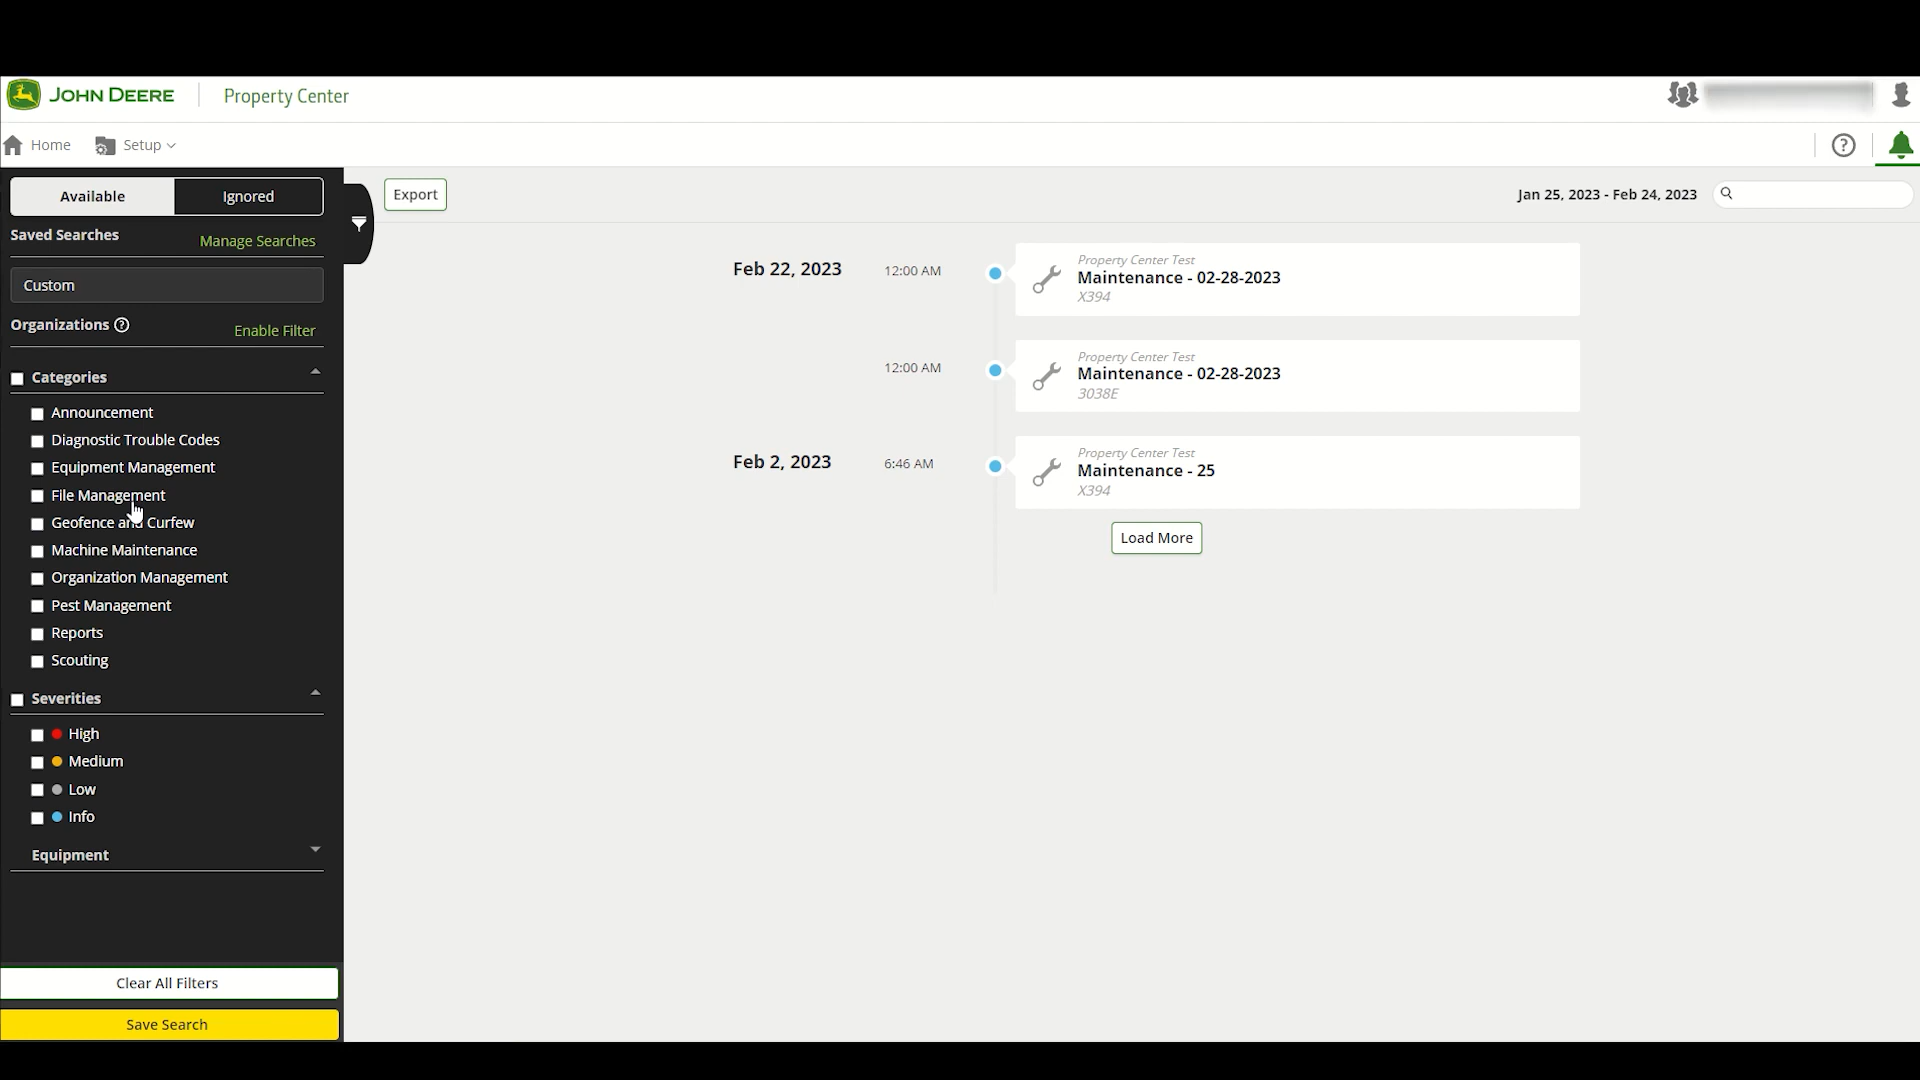 JOHN DEERE
Property Center
Home
Setup
Available
Ignored
Export
Jan 25, 2023 - Feb 24, 2023
Saved Searches
Manage Searches
Custom
Organizations ?
Enable Filter
Categories
Announcement
Diagnostic Trouble Codes
Equipment Management
File Management
Geofence and Curfew
Machine Maintenance
Organization Management
Pest Management
Reports
Scouting
Severities
High
Medium
Low
Info
Equipment
Clear All Filters
Save Search
Feb 22, 2023
12:00 AM
Property Center Test
Maintenance - 02-28-2023
X394
12:00 AM
Property Center Test
Maintenance - 02-28-2023
3038E
Feb 2, 2023
6:46 AM
Property Center Test
Maintenance - 25
X394
Load More